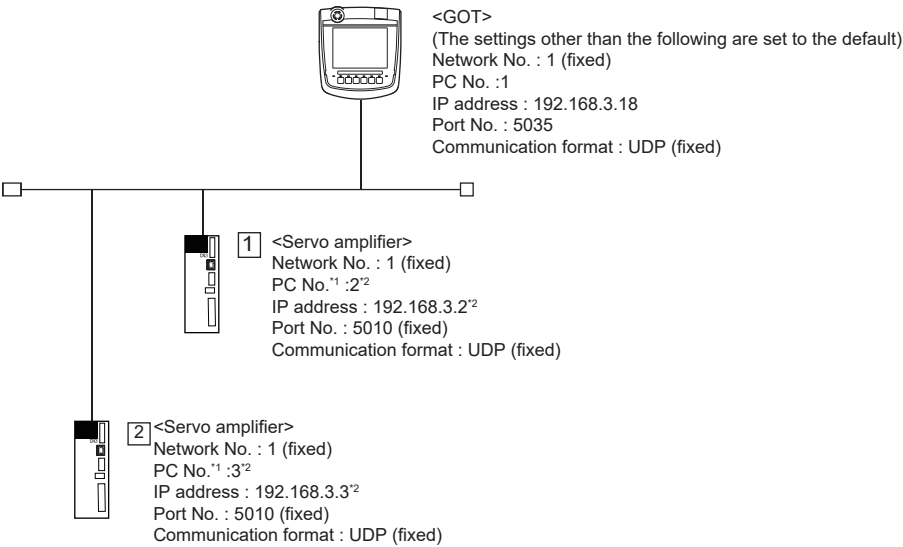 <GOT>
(The settings other than the following are set to the default)
Network No. : 1 (fixed)
PC No. :1
IP address : 192.168.3.18
Port No. : 5035
Communication format : UDP (fixed)
1
<Servo amplifier>
Network No. : 1 (fixed)
PC No.*1 :2*2
IP address : 192.168.3.2*2
Port No. : 5010 (fixed)
Communication format : UDP (fixed)
2
<Servo amplifier>
Network No. : 1 (fixed)
PC No.*1 :3*2
IP address : 192.168.3.3*2
Port No. : 5010 (fixed)
Communication format : UDP (fixed)